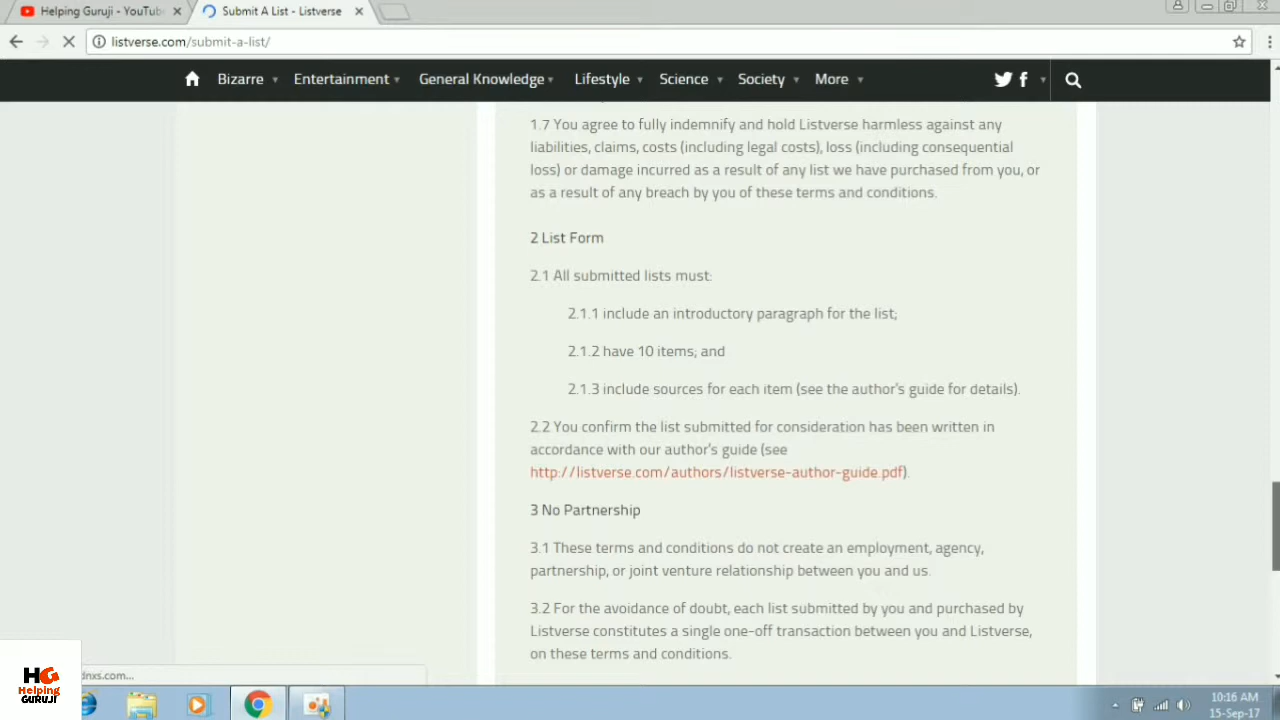 Helping Guruji - YouTube
Submit A List - Listverse
listverse.com/submit-a-list/
Bizarre Entertainment General Knowledge Lifestyle Science Society More
1.7 You agree to fully indemnify and hold Listverse harmless against any
liabilities, claims, costs (including legal costs), loss (including consequential
loss) or damage incurred as a result of any list we have purchased from you, or
as a result of any breach by you of these terms and conditions.
2 List Form
2.1 All submitted lists must:
2.1.1 include an introductory paragraph for the list;
2.1.2 have 10 items; and
2.1.3 include sources for each item (see the author's guide for details).
2.2 You confirm the list submitted for consideration has been written in
accordance with our author's guide (see
http://listverse.com/authors/listverse-author-guide.pdf).
3 No Partnership
3.1 These terms and conditions do not create an employment, agency,
partnership, or joint venture relationship between you and us.
3.2 For the avoidance of doubt, each list submitted by you and purchased by
Listverse constitutes a single one-off transaction between you and Listverse,
on these terms and conditions.
dnxs.com...
HG
Helping
GURUJI
10:16 AM
15-Sep-17